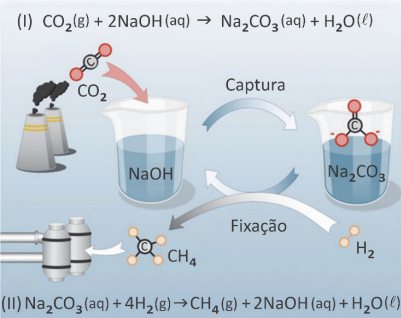 (I) CO₂(g) + 2NaOH(aq) → Na₂CO₃(aq) + H₂O(ℓ)
C
CO₂
Captura
C
NaOH
Na₂CO₃
Fixação
C
CH₄
H₂
(II) Na₂CO₃(aq) + 4H₂(g) → CH₄(g) + 2NaOH(aq) + H₂O(ℓ)